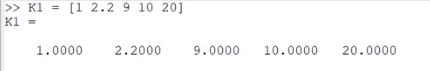 >> K1 = [1 2.2 9 10 20]
K1 =
1.0000 2.2000 9.0000 10.0000 20.0000